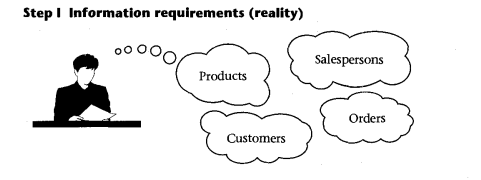 Step I Information requirements (reality)
Products
Salespersons
Customers
Orders